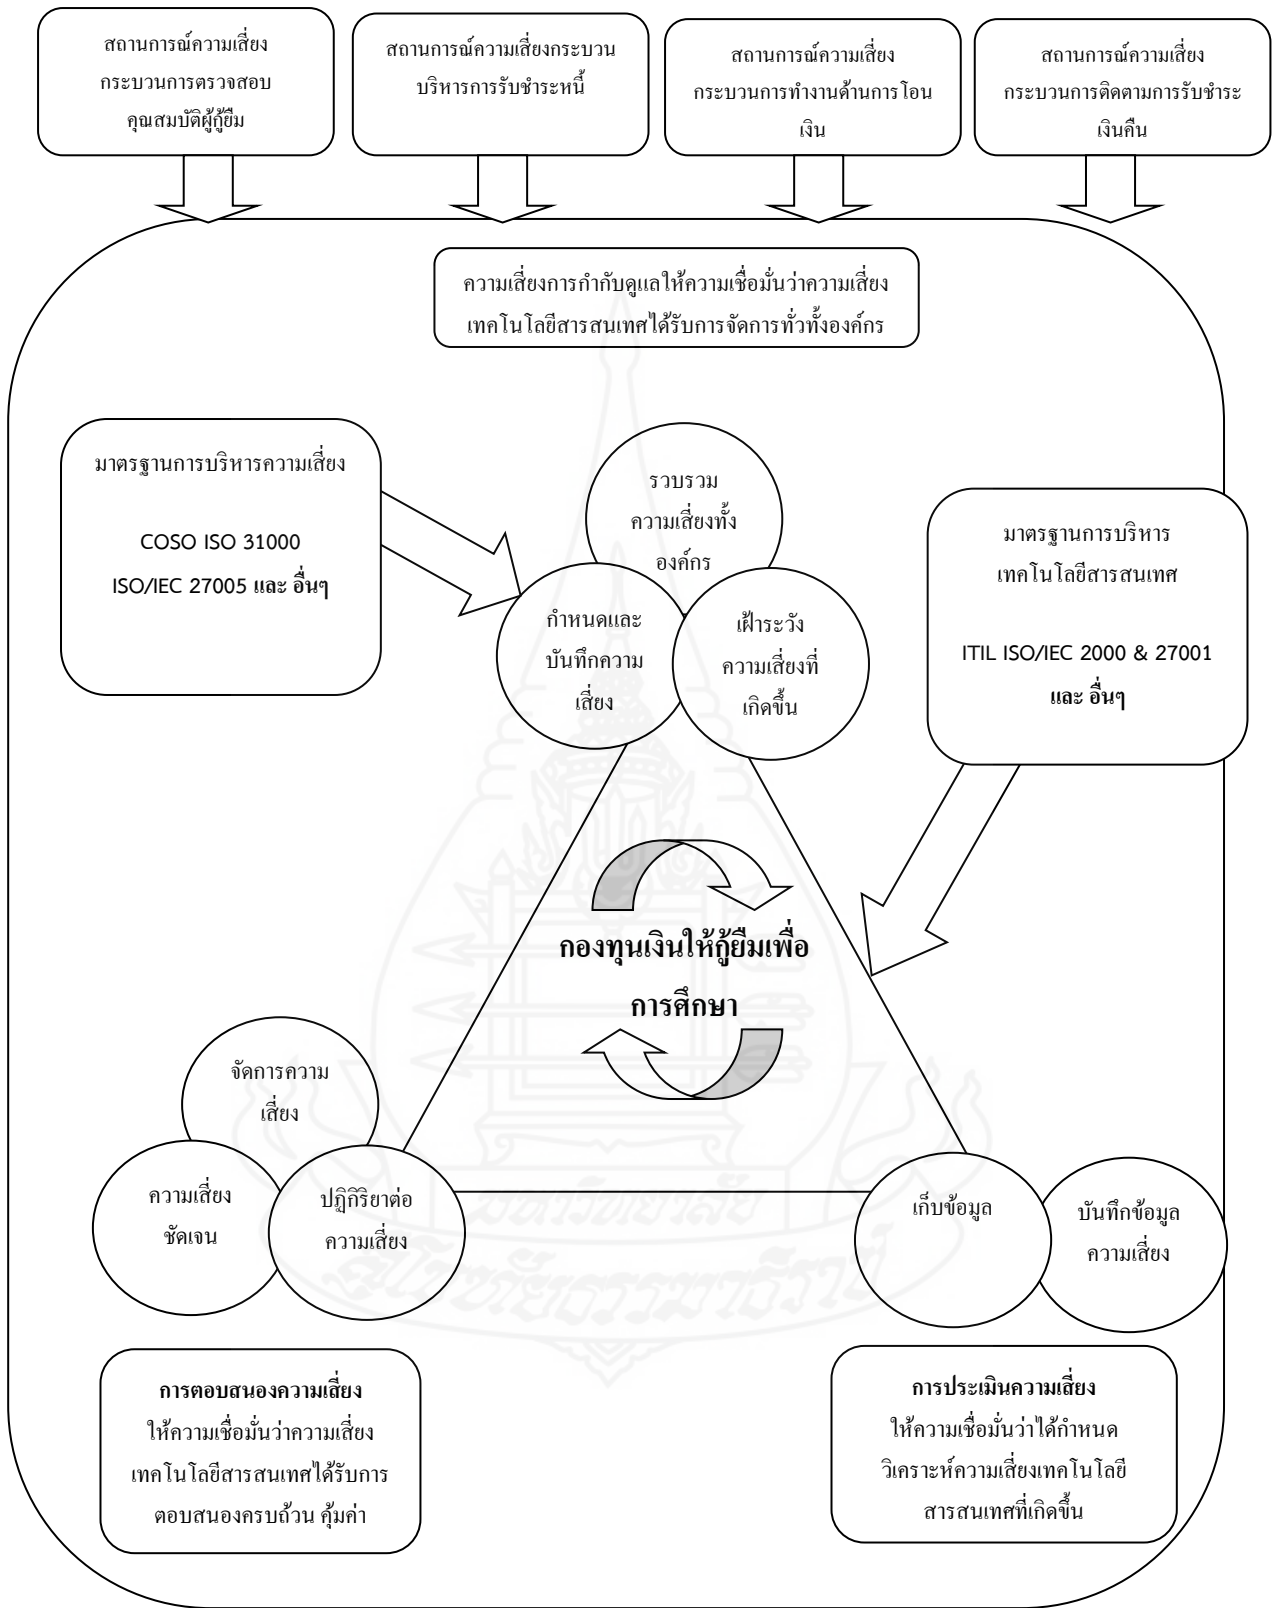 สถานการณ์ความเสี่ยง
กระบวนการตรวจสอบ
คุณสมบัติผู้กู้ยืม
สถานการณ์ความเสี่ยงกระบวน
บริหารการรับชำระหนี้
สถานการณ์ความเสี่ยง
กระบวนการทำงานด้านการโอน
เงิน
สถานการณ์ความเสี่ยง
กระบวนการติดตามการรับชำระ
เงินคืน
ความเสี่ยงการกำกับดูแลให้ความเชื่อมั่นว่าความเสี่ยง
เทคโนโลยีสารสนเทศได้รับการจัดการทั่วทั้งองค์กร
มาตรฐานการบริหารความเสี่ยง
COSO ISO 31000
ISO/IEC 27005 และ อื่นๆ
รวบรวม
ความเสี่ยงทั้ง
องค์กร
กำหนดและ
บันทึกความ
เสี่ยง
เฝ้าระวัง
ความเสี่ยงที่
เกิดขึ้น
มาตรฐานการบริหาร
เทคโนโลยีสารสนเทศ
ITIL ISO/IEC 2000 & 27001
และ อื่นๆ
กองทุนเงินให้กู้ยืมเพื่อ
การศึกษา
จัดการความ
เสี่ยง
ความเสี่ยง
ชัดเจน
ปฏิกิริยาต่อ
ความเสี่ยง
เก็บข้อมูล
บันทึกข้อมูล
ความเสี่ยง
มหาวิทยาลัย
สุโขทัยธรรมาธิราช
การตอบสนองความเสี่ยง
ให้ความเชื่อมั่นว่าความเสี่ยง
เทคโนโลยีสารสนเทศได้รับการ
ตอบสนองครบถ้วน คุ้มค่า
การประเมินความเสี่ยง
ให้ความเชื่อมั่นว่าได้กำหนด
วิเคราะห์ความเสี่ยงเทคโนโลยี
สารสนเทศที่เกิดขึ้น